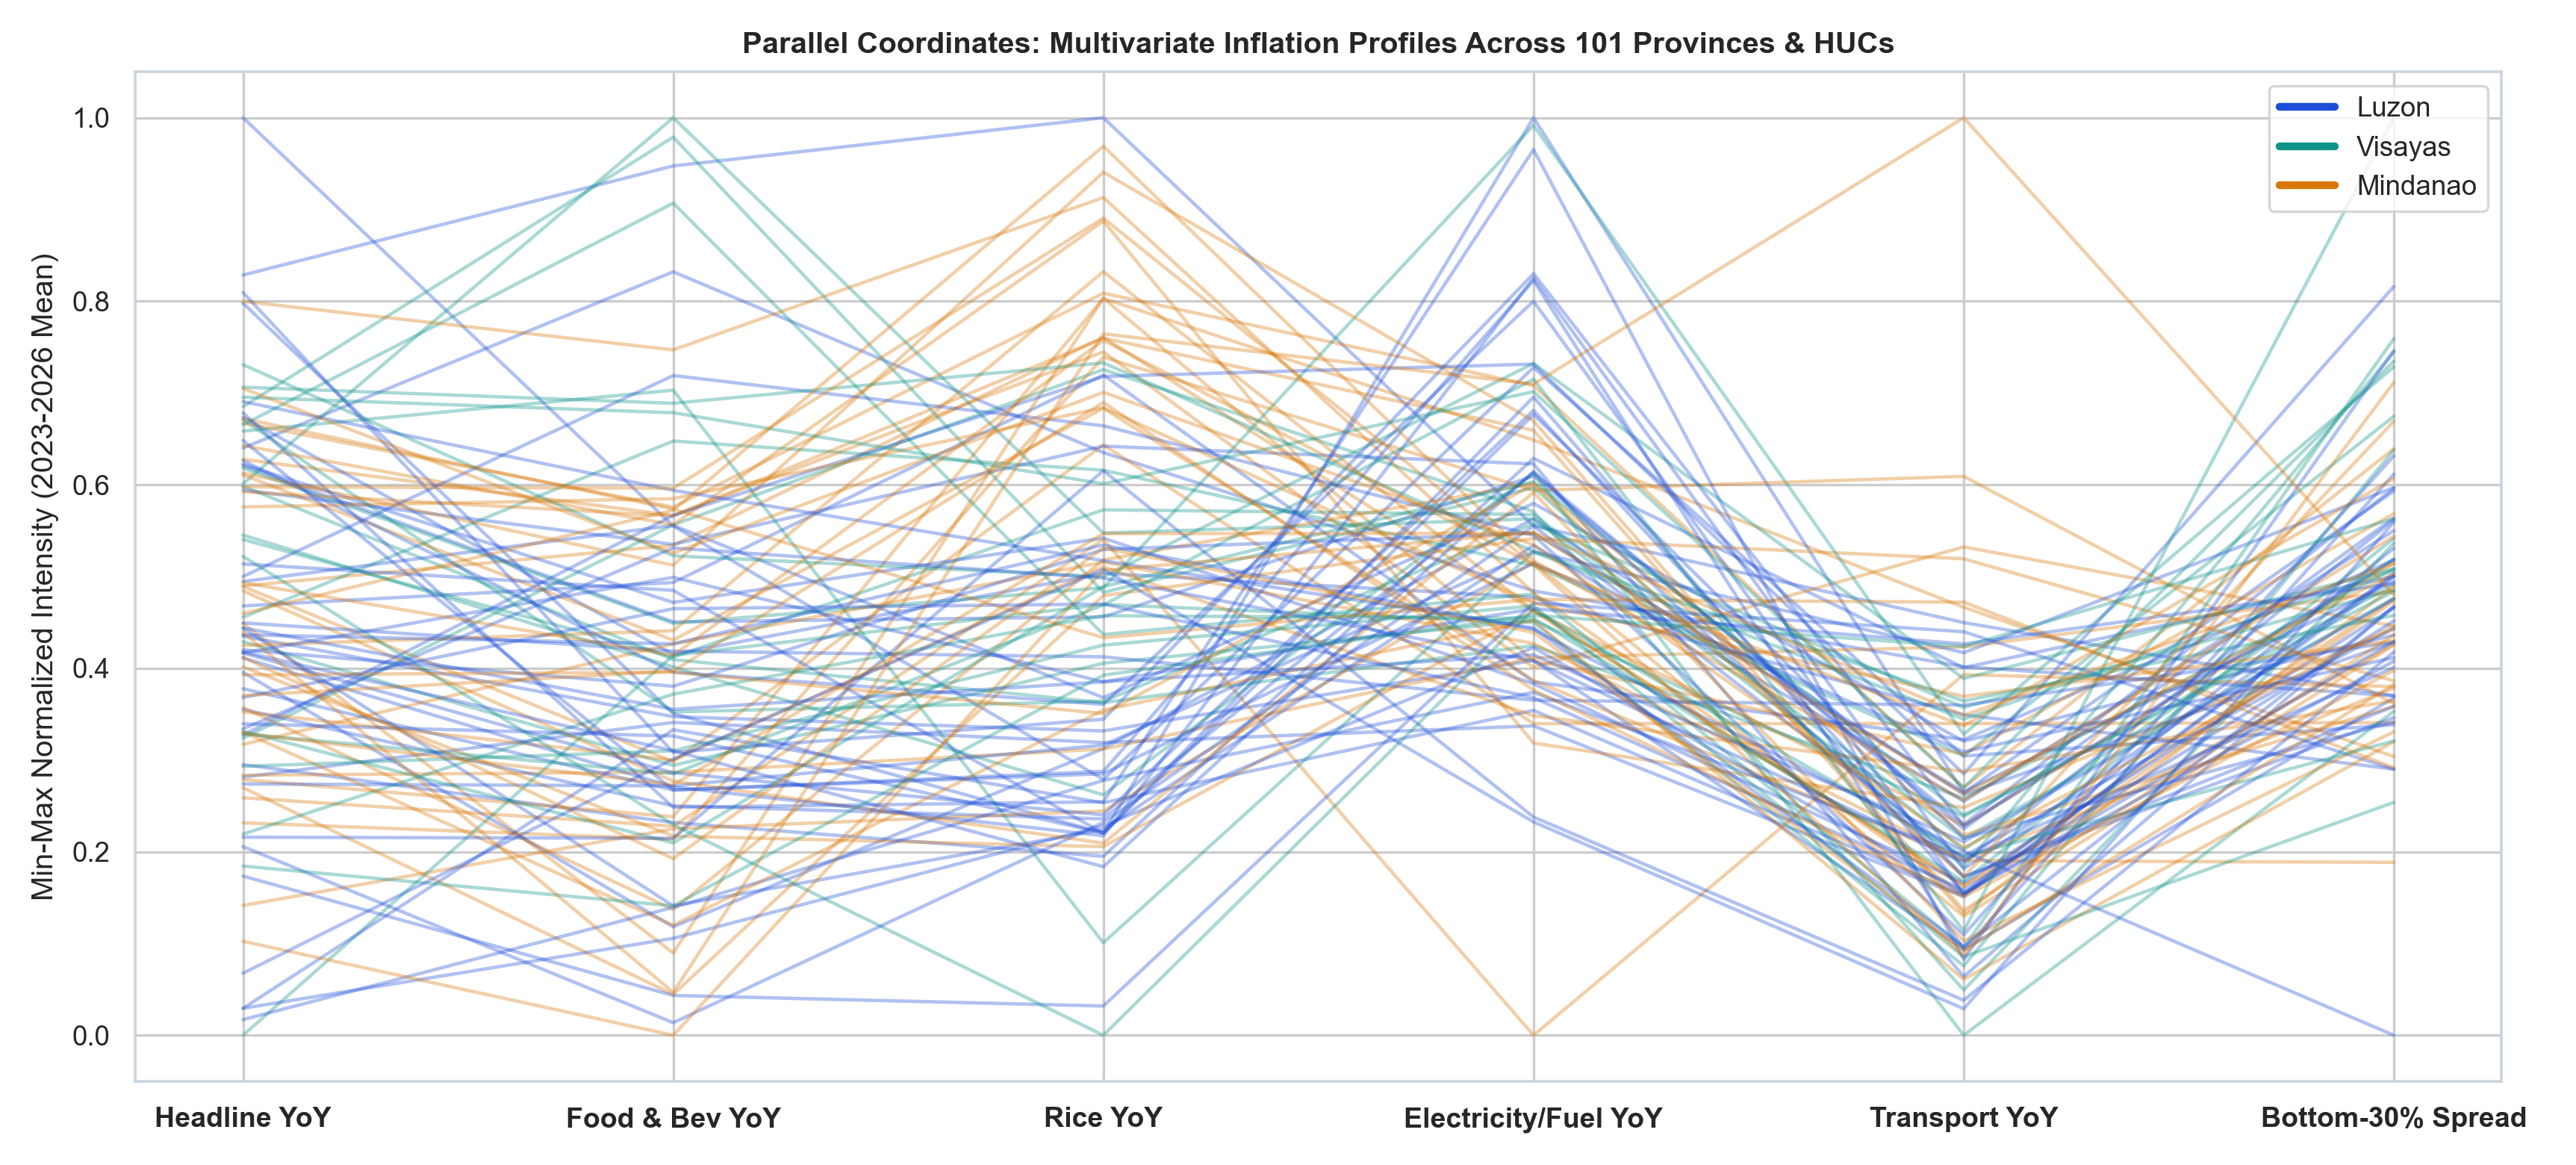 Parallel Coordinates: Multivariate Inflation Profiles Across 101 Provinces & HUCs
Min-Max Normalized Intensity (2023-2026 Mean)
1.0
0.8
0.6
0.4
0.2
0.0
Luzon
Visayas
Mindanao
Headline YoY
Food & Bev YoY
Rice YoY
Electricity/Fuel YoY
Transport YoY
Bottom-30% Spread